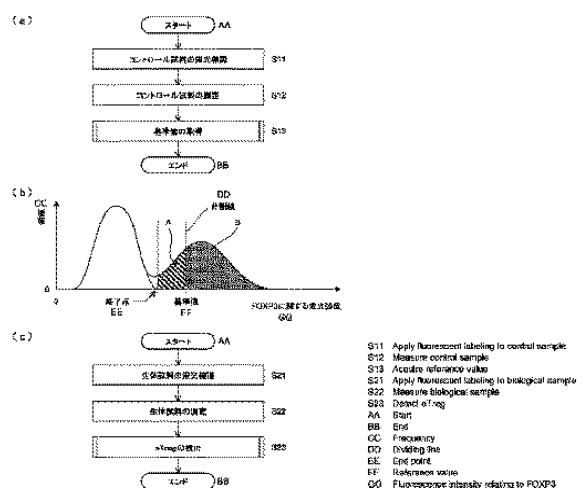 (a)
スタート AA
コントロール試料の蛍光標識 S11
コントロール試料の測定 S12
基準値の取得 S13
エンド BB
(b)
CC
頻度
DD
分割線
A
B
0
0
終了点
EE
基準値
FF
FOXP3に関する蛍光強度
GG
(c)
スタート AA
生体試料の蛍光標識 S21
生体試料の測定 S22
eTregの検出 S23
エンド BB
S11 Apply fluorescent labeling to control sample
S12 Measure control sample
S13 Acquire reference value
S21 Apply fluorescent labeling to biological sample
S22 Measure biological sample
S23 Detect eTreg
AA Start
BB End
CC Frequency
DD Dividing line
EE End point
FF Reference value
GG Fluorescence intensity relating to FOXP3